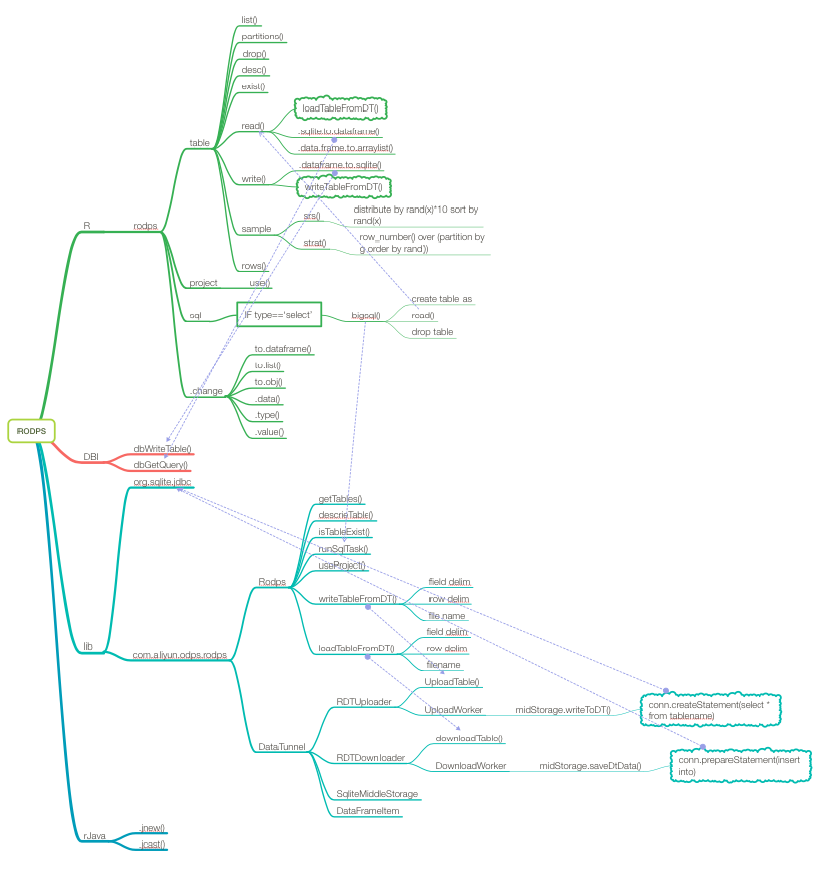 list()
partitions()
drop()
desc()
exist()
loadTableFromDT()
read()
.sqlite.to.dataframe()
.data.frame.to.arraylist()
table
.dataframe.to.sqlite()
write()
writeTableFromDT()
srs()
distribute by rand(x)*10 sort by
rand(x)
R
rodps
sample
strat()
row_number() over (partition by
g,order by rand))
rows()
project
use()
sql
IF type=='select'
bigsql()
create table as
read()
drop table
to.dataframe()
to.list()
to.obj()
.change
.data()
.type()
.value()
RODPS
DBI
dbWriteTable()
dbGetQuery()
org.sqlite.jdbc
getTables()
descrieTable()
isTableExist()
runSqlTask()
useProject()
Rodps
field delim
writeTableFromDT()
row delim
file.name
field delim
lib
com.aliyun.odps.rodps
loadTableFromDT()
row delim
filename
UploadTable()
RDTUploader
UploadWorker
midStorage.writeToDT()
conn.createStatement(select *
from tablename)
DataTunnel
downloadTable()
RDTDownloader
DownloadWorker
midStorage.saveDtData()
conn.prepareStatement(insert
into)
SqliteMiddleStorage
DataFrameItem
rJava
.jnew()
.jcast()